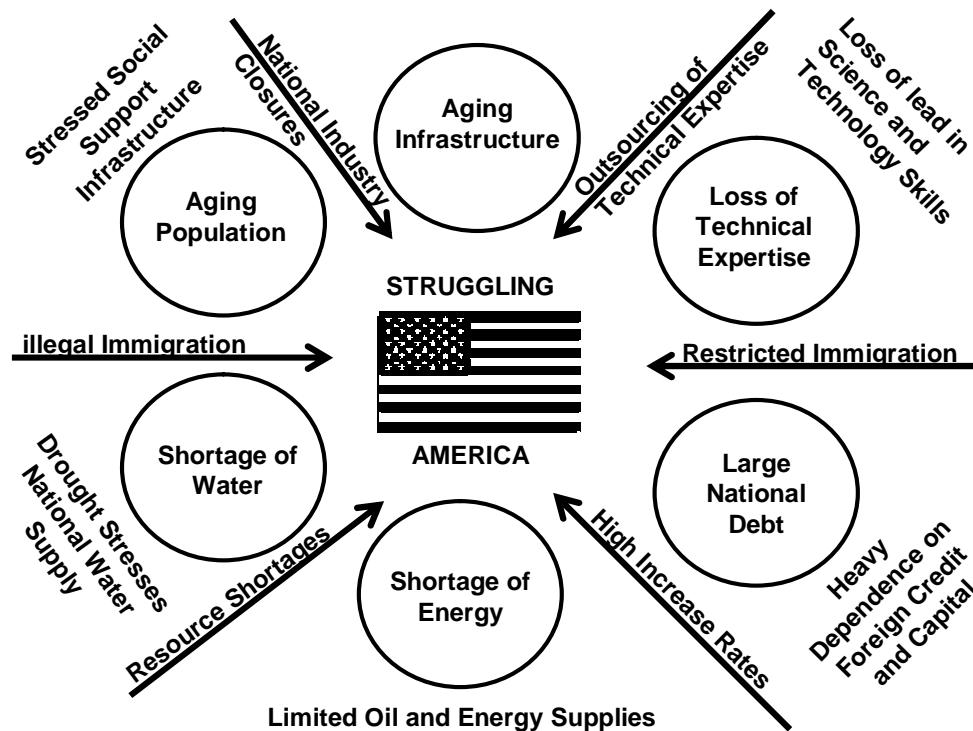 Stressed Social
Support
Infrastructure
National Industry
Closures
Aging
Infrastructure
Outsourcing of
Technical Expertise
Loss of lead in
Science and
Technology Skills
Aging
Population
Loss of
Technical
Expertise
STRUGGLING
illegal Immigration
Restricted Immigration
AMERICA
Shortage of
Water
Large
National
Debt
Drought Stresses
National Water
Supply
Resource Shortages
Shortage of
Energy
High Increase Rates
Heavy
Dependence on
Foreign Credit
and Capital
Limited Oil and Energy Supplies